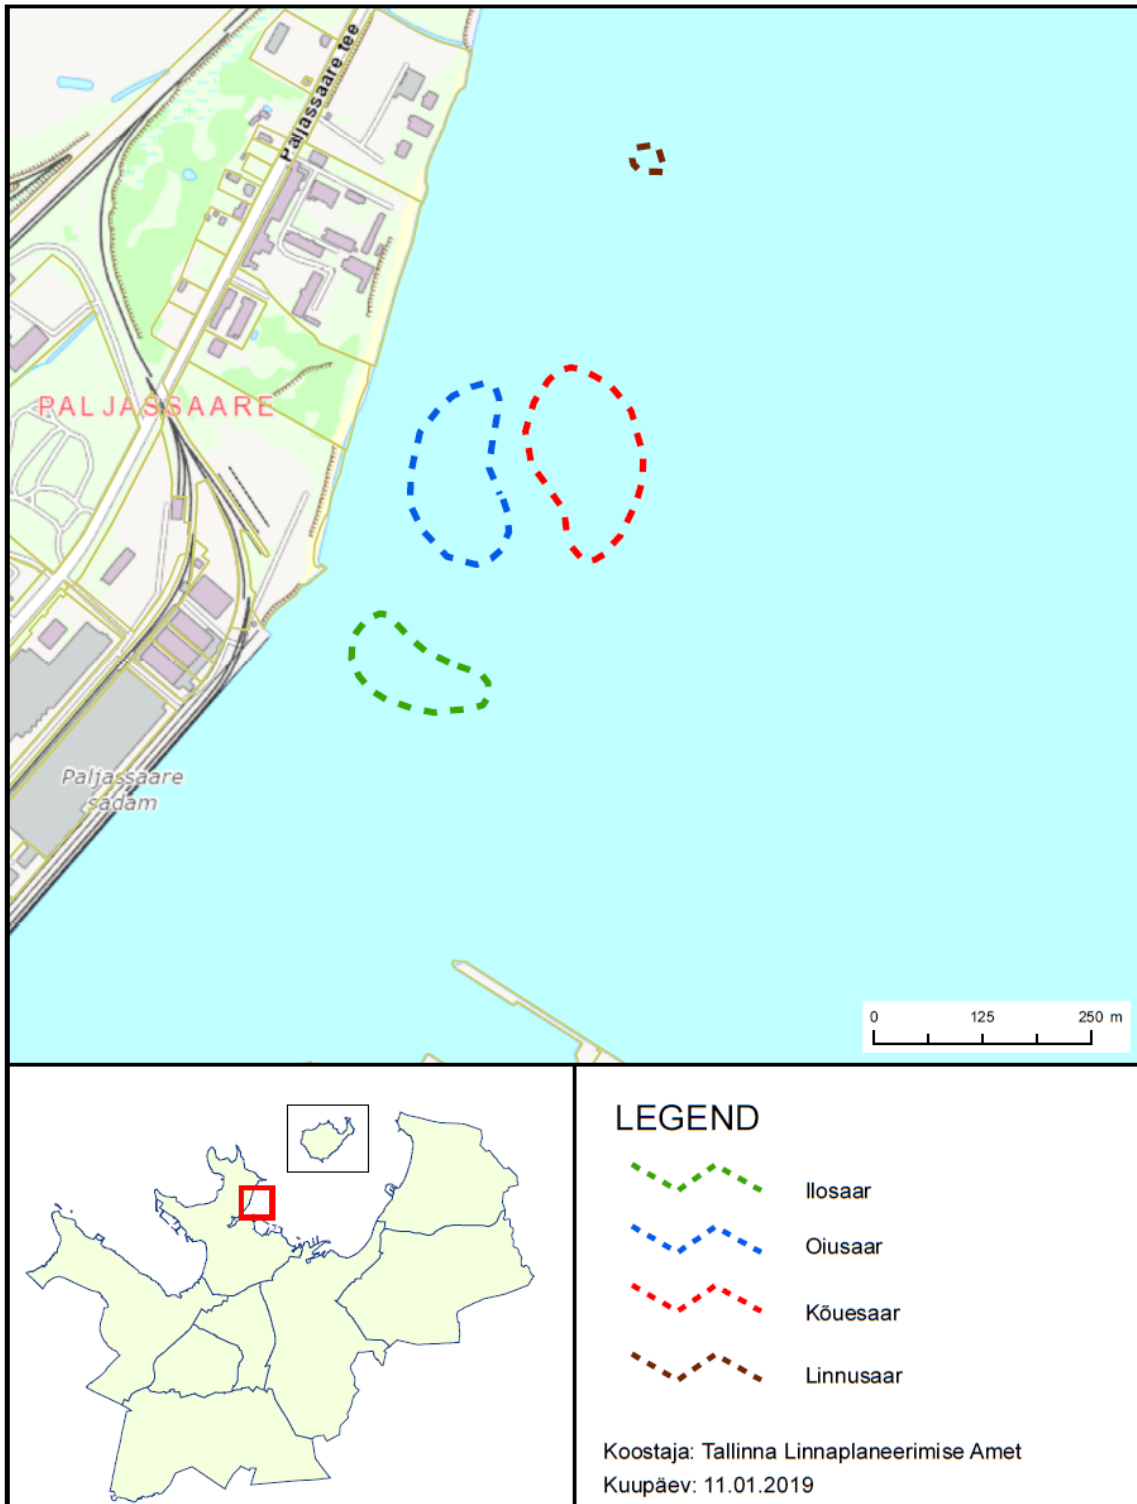 Paljassaare tee
PALJASSAARE
Paljassaare
sadam
0 125 250 m
LEGEND
Ilosaar
Oiusaar
Kõuesaar
Linnusaar
Koostaja: Tallinna Linnaplaneerimise Amet
Kuupäev: 11.01.2019